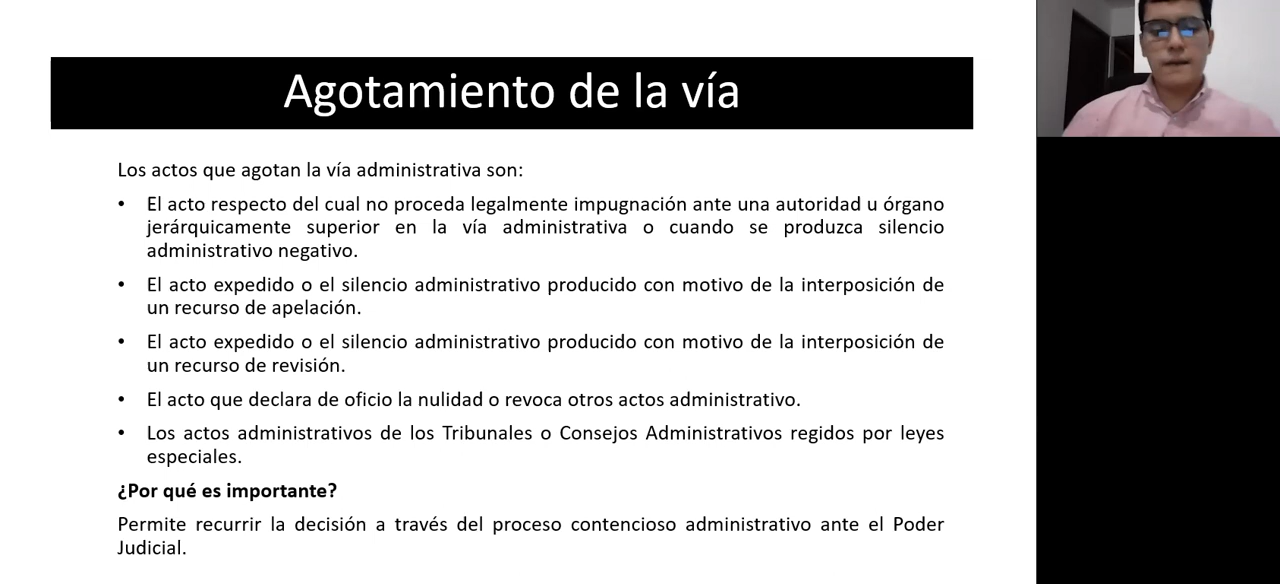 Agotamiento de la vía
Los actos que agotan la vía administrativa son:
• El acto respecto del cual no proceda legalmente impugnación ante una autoridad u órgano
jerárquicamente superior en la vía administrativa o cuando se produzca silencio
administrativo negativo.
• El acto expedido o el silencio administrativo producido con motivo de la interposición de
un recurso de apelación.
• El acto expedido o el silencio administrativo producido con motivo de la interposición de
un recurso de revisión.
• El acto que declara de oficio la nulidad o revoca otros actos administrativo.
• Los actos administrativos de los Tribunales o Consejos Administrativos regidos por leyes
especiales.
¿Por qué es importante?
Permite recurrir la decisión a través del proceso contencioso administrativo ante el Poder
Judicial.